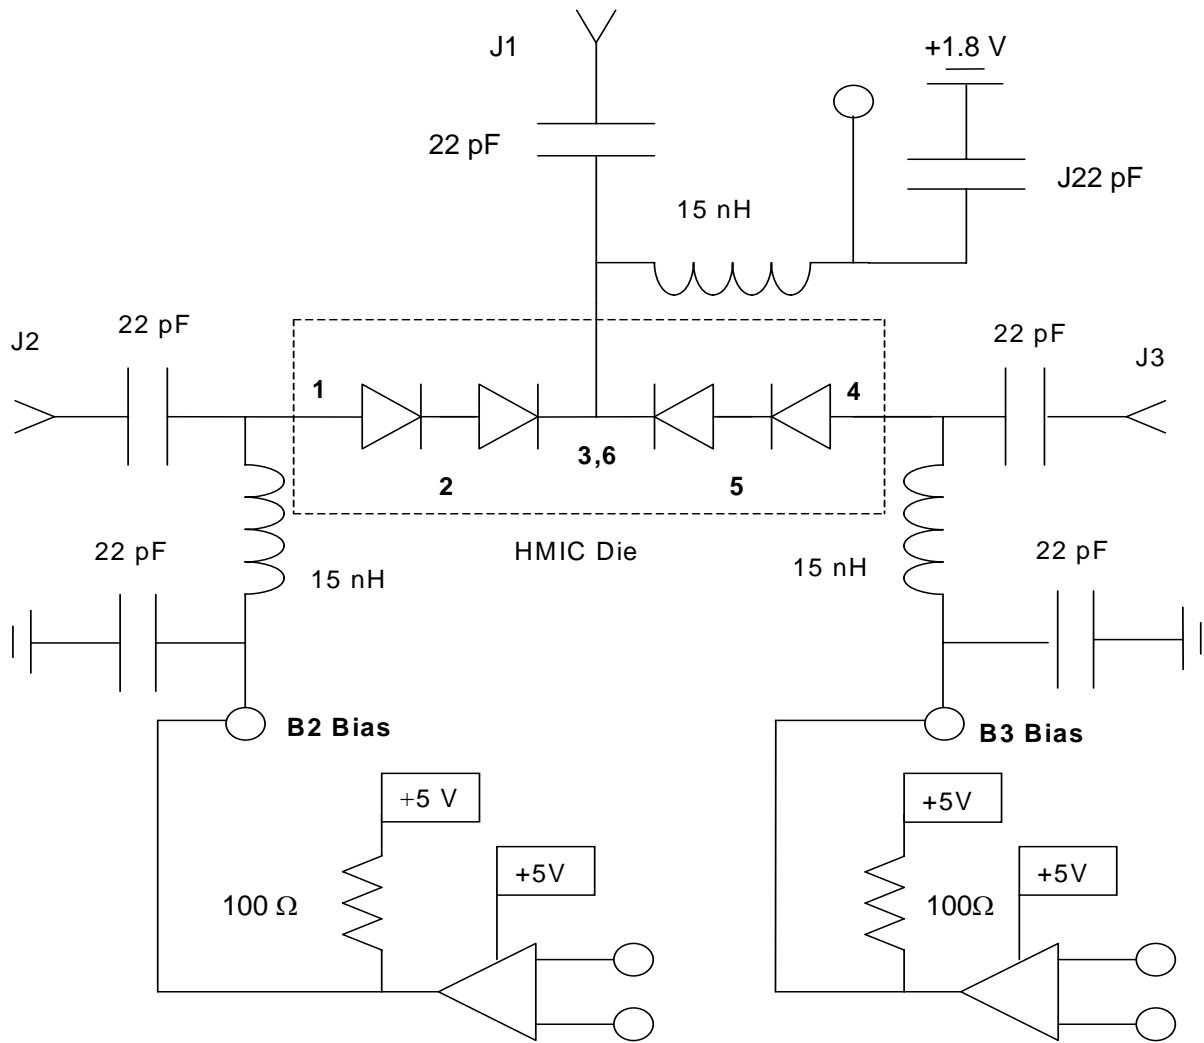 J1
+1.8 V
22 pF
J22 pF
15 nH
J2
22 pF
22 pF
J3
1
4
3,6
2
5
HMIC Die
22 pF
15 nH
15 nH
22 pF
B2 Bias
B3 Bias
+5 V
+5V
+5V
+5V
100 Ω
100Ω